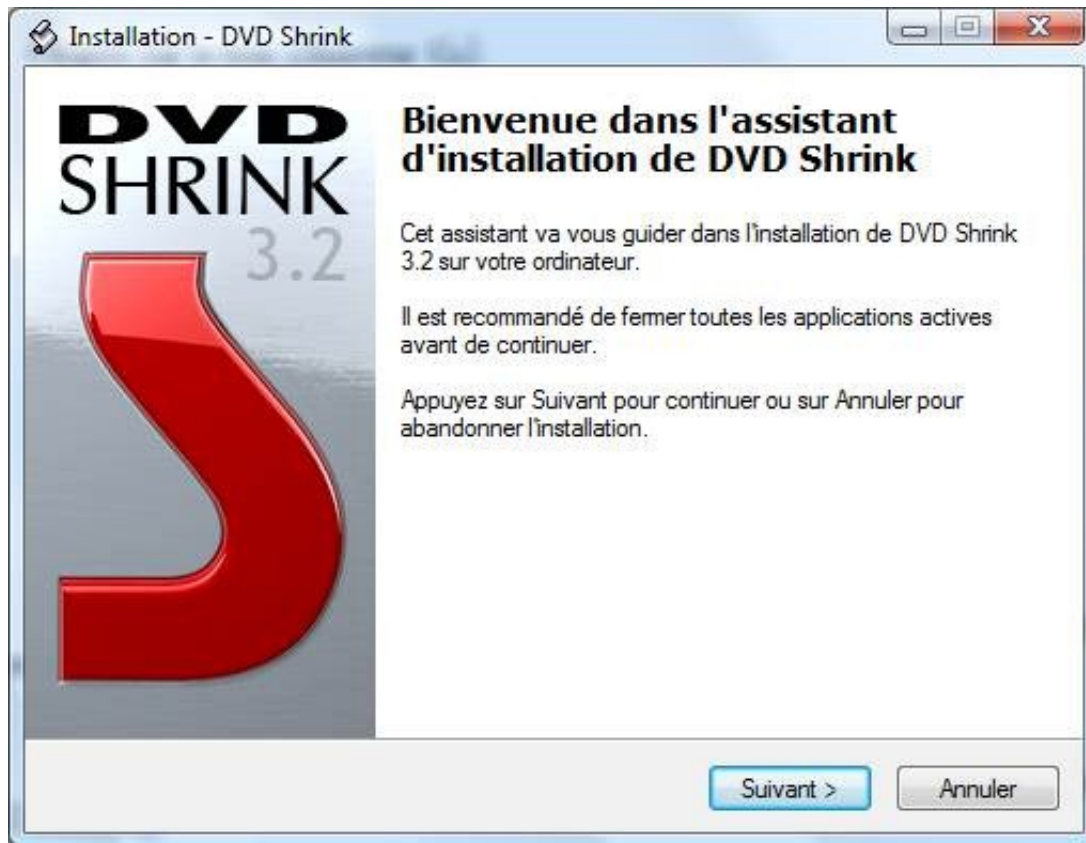 Installation - DVD Shrink
DVD
SHRINK
3.2
Bienvenue dans l'assistant
d'installation de DVD Shrink
Cet assistant va vous guider dans l'installation de DVD Shrink
3.2 sur votre ordinateur.
Il est recommandé de fermer toutes les applications actives
avant de continuer.
Appuyez sur Suivant pour continuer ou sur Annuler pour
abandonner l'installation.
Suivant >
Annuler